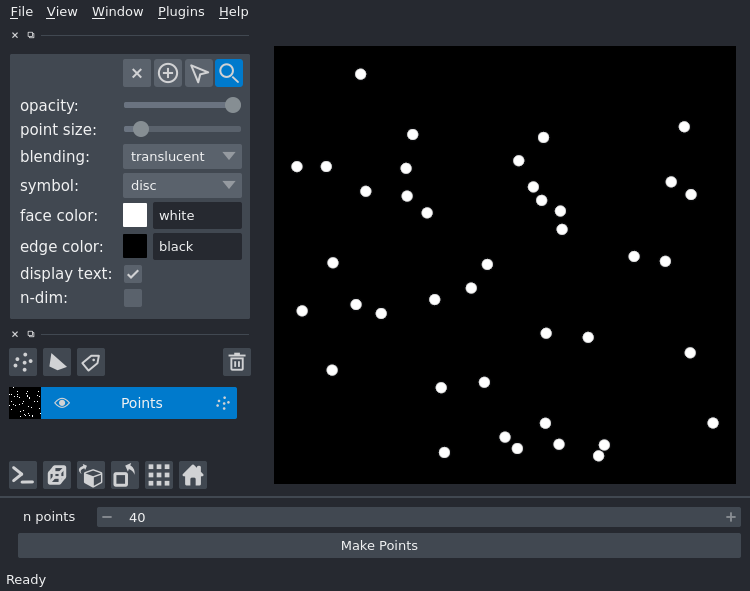 File View Window Plugins Help
opacity:
point size:
blending: translucent
symbol: disc
face color: white
edge color: black
display text:
n-dim:
Points
n points 40
Make Points
Ready